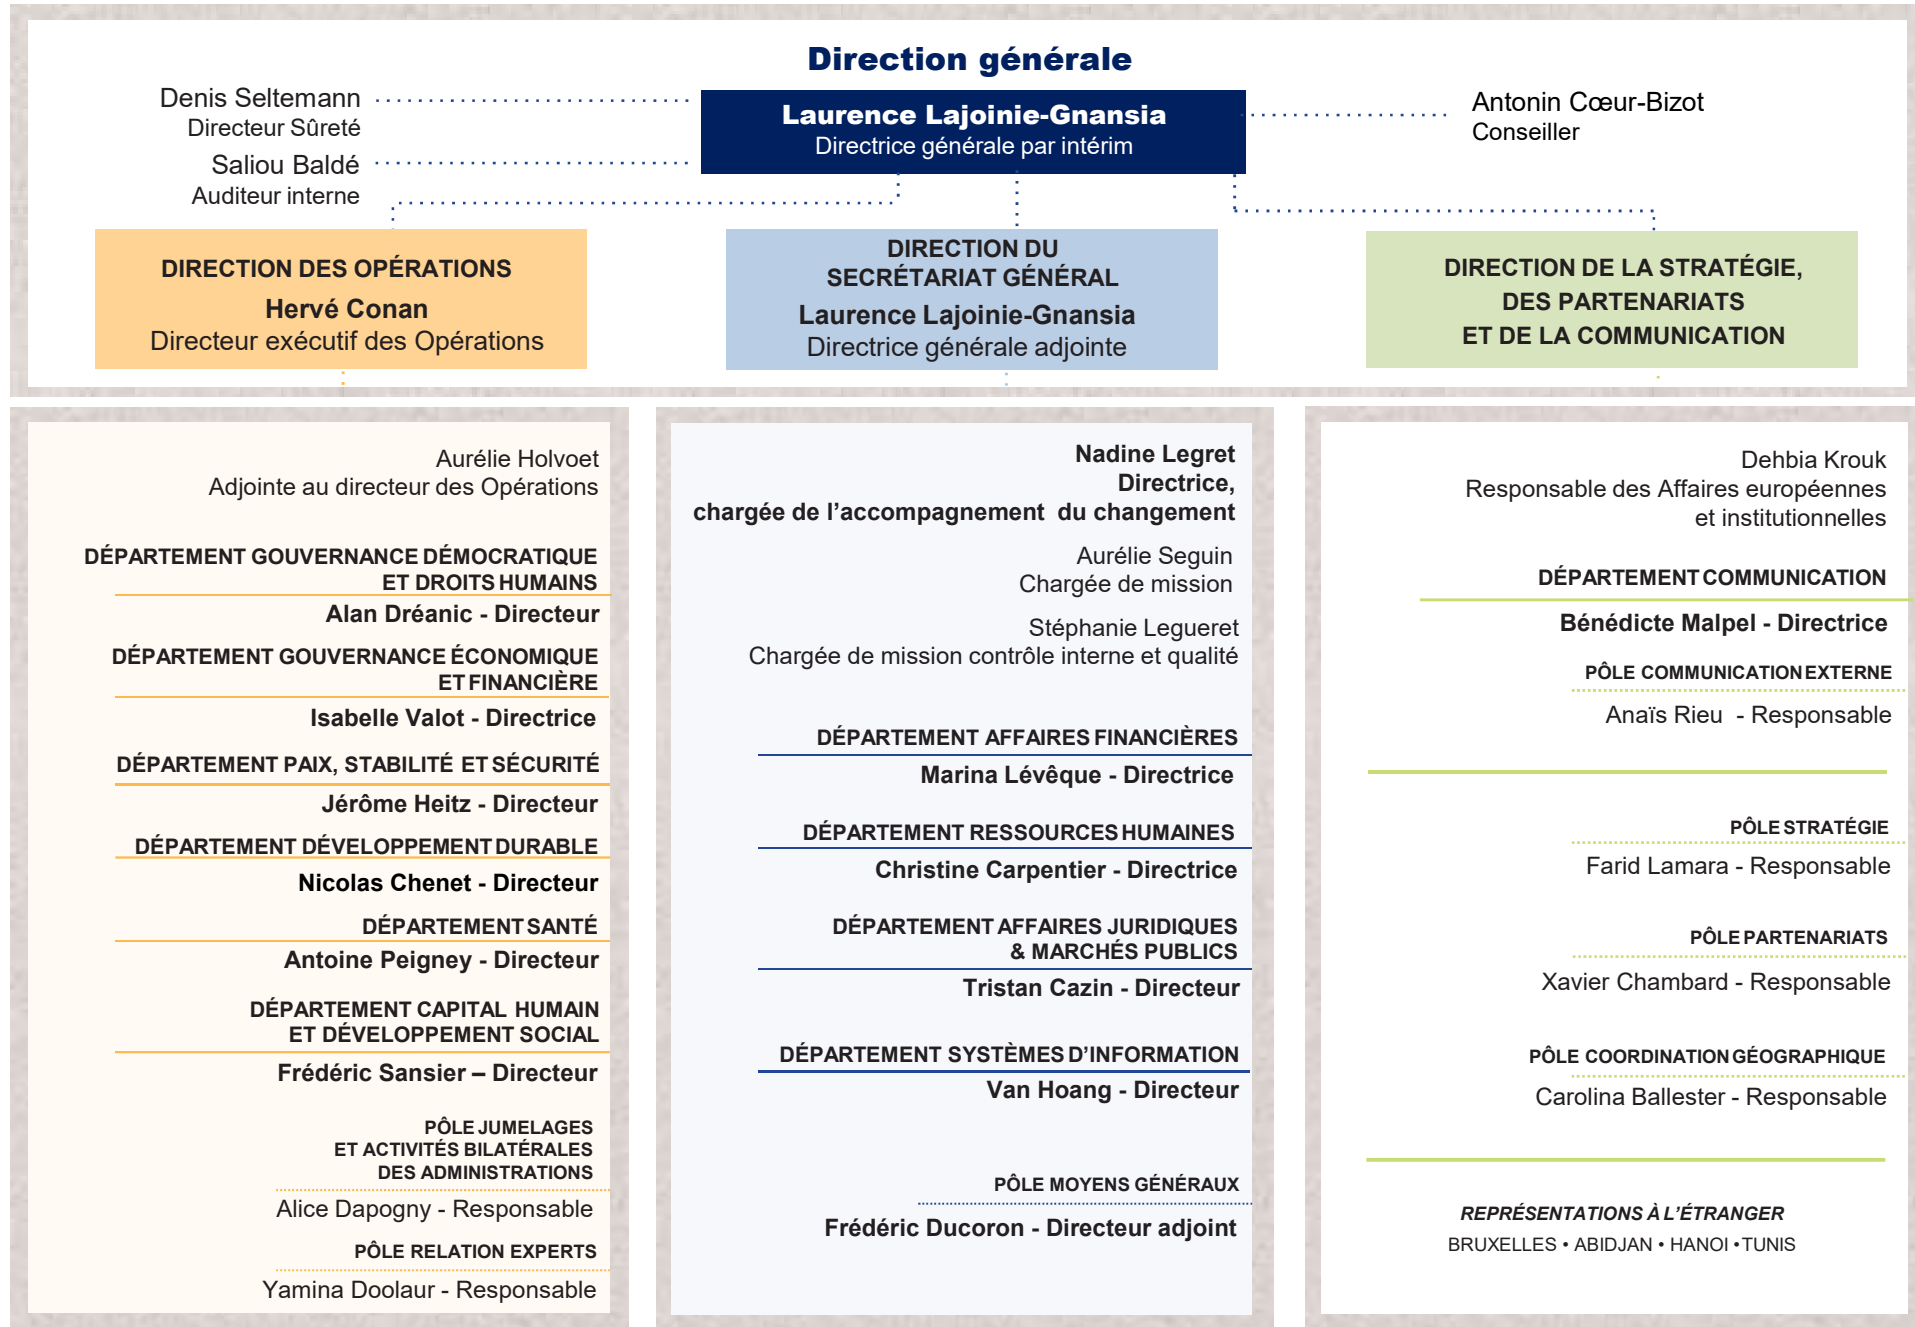 Direction générale
Denis Seltemann
Directeur Sûreté
Saliou Baldé
Auditeur interne
Laurence Lajoinie-Gnansia
Directrice générale par intérim
Antonin Cœur-Bizot
Conseiller
DIRECTION DES OPÉRATIONS
Hervé Conan
Directeur exécutif des Opérations
DIRECTION DU
SECRÉTARIAT GÉNÉRAL
Laurence Lajoinie-Gnansia
Directrice générale adjointe
DIRECTION DE LA STRATÉGIE,
DES PARTENARIATS
ET DE LA COMMUNICATION
Aurélie Holvoet
Adjointe au directeur des Opérations
DÉPARTEMENT GOUVERNANCE DÉMOCRATIQUE
ET DROITS HUMAINS
Alan Dréanic - Directeur
DÉPARTEMENT GOUVERNANCE ÉCONOMIQUE
ET FINANCIÈRE
Isabelle Valot - Directrice
DÉPARTEMENT PAIX, STABILITÉ ET SÉCURITÉ
Jérôme Heitz - Directeur
DÉPARTEMENT DÉVELOPPEMENT DURABLE
Nicolas Chenet - Directeur
DÉPARTEMENT SANTÉ
Antoine Peigney - Directeur
DÉPARTEMENT CAPITAL HUMAIN
ET DÉVELOPPEMENT SOCIAL
Frédéric Sansier – Directeur
PÔLE JUMELAGES
ET ACTIVITÉS BILATÉRALES
DES ADMINISTRATIONS
Alice Dapogny - Responsable
PÔLE RELATION EXPERTS
Yamina Doolaur - Responsable
Nadine Legret
Directrice,
chargée de l’accompagnement du changement
Aurélie Seguin
Chargée de mission
Stéphanie Legueret
Chargée de mission contrôle interne et qualité
DÉPARTEMENT AFFAIRES FINANCIÈRES
Marina Lévêque - Directrice
DÉPARTEMENT RESSOURCES HUMAINES
Christine Carpentier - Directrice
DÉPARTEMENT AFFAIRES JURIDIQUES
& MARCHÉS PUBLICS
Tristan Cazin - Directeur
DÉPARTEMENT SYSTÈMES D’INFORMATION
Van Hoang - Directeur
PÔLE MOYENS GÉNÉRAUX
Frédéric Ducoron - Directeur adjoint
Dehbia Krouk
Responsable des Affaires européennes
et institutionnelles
DÉPARTEMENT COMMUNICATION
Bénédicte Malpel - Directrice
PÔLE COMMUNICATION EXTERNE
Anaïs Rieu - Responsable
PÔLE STRATÉGIE
Farid Lamara - Responsable
PÔLE PARTENARIATS
Xavier Chambard - Responsable
PÔLE COORDINATION GÉOGRAPHIQUE
Carolina Ballester - Responsable
REPRÉSENTATIONS À L’ÉTRANGER
BRUXELLES • ABIDJAN • HANOI • TUNIS